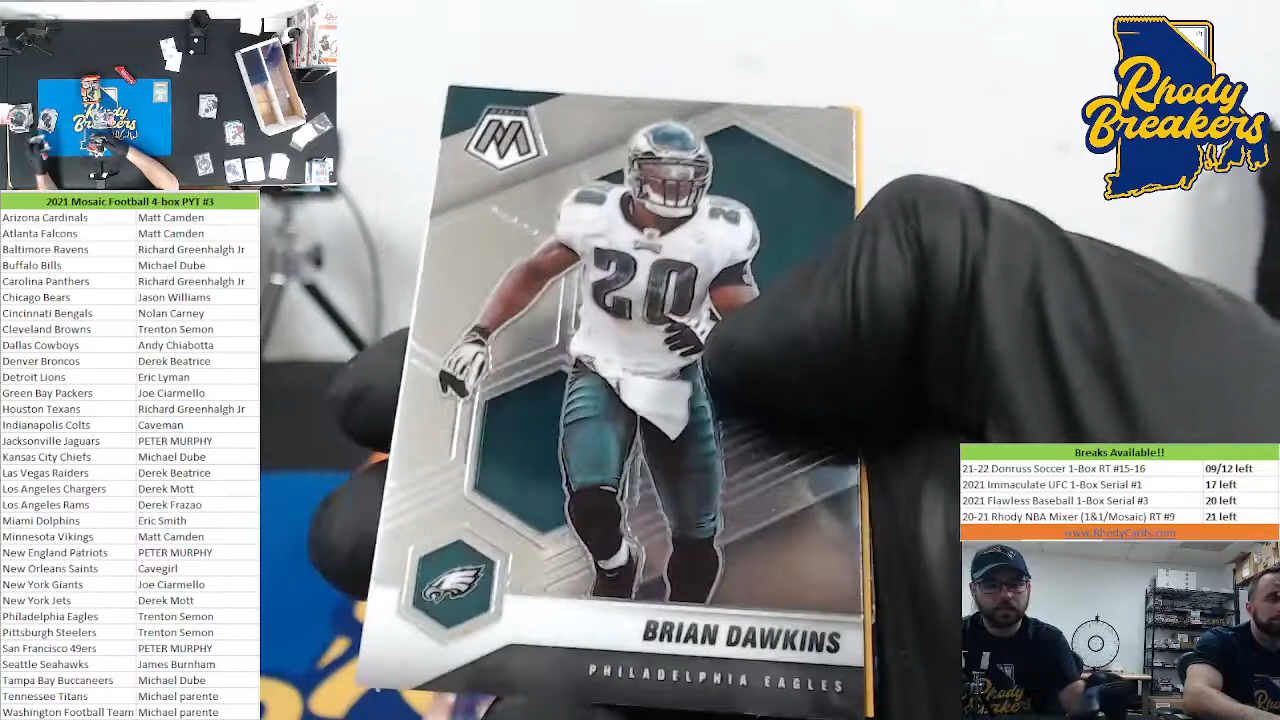 Rhody
Breakers
2021 Mosaic Football 4-box PYT #3
Arizona Cardinals Matt Camden
Atlanta Falcons Matt Camden
Baltimore Ravens Richard Greenhalgh Jr
Buffalo Bills Michael Dube
Carolina Panthers Richard Greenhalgh Jr
Chicago Bears Jason Williams
Cincinnati Bengals Nolan Carney
Cleveland Browns Trenton Semon
Dallas Cowboys Andy Chiabotta
Denver Broncos Derek Beatrice
Detroit Lions Eric Lyman
Green Bay Packers Joe Ciarmello
Houston Texans Richard Greenhalgh Jr
Indianapolis Colts Caveman
Jacksonville Jaguars PETER MURPHY
Kansas City Chiefs Michael Dube
Las Vegas Raiders Derek Beatrice
Los Angeles Chargers Derek Mott
Los Angeles Rams Derek Frazao
Miami Dolphins Eric Smith
Minnesota Vikings Matt Camden
New England Patriots PETER MURPHY
New Orleans Saints Cavegirl
New York Giants Joe Ciarmello
New York Jets Derek Mott
Philadelphia Eagles Trenton Semon
Pittsburgh Steelers Trenton Semon
San Francisco 49ers PETER MURPHY
Seattle Seahawks James Burnham
Tampa Bay Buccaneers Michael Dube
Tennessee Titans Michael parente
Washington Football Team Michael parente
M
20
20
BRIAN DAWKINS
PHILADELPHIA EAGLES
Rhody
Breakers
Breaks Available!!
21-22 Donruss Soccer 1-Box RT #15-16 09/12 left
2021 Immaculate UFC 1-Box Serial #1 17 left
2021 Flawless Baseball 1-Box Serial #3 20 left
20-21 Rhody NBA Mixer (1&1/Mosaic) RT #9 21 left
www.RhodyCards.com
Rhody
Breakers